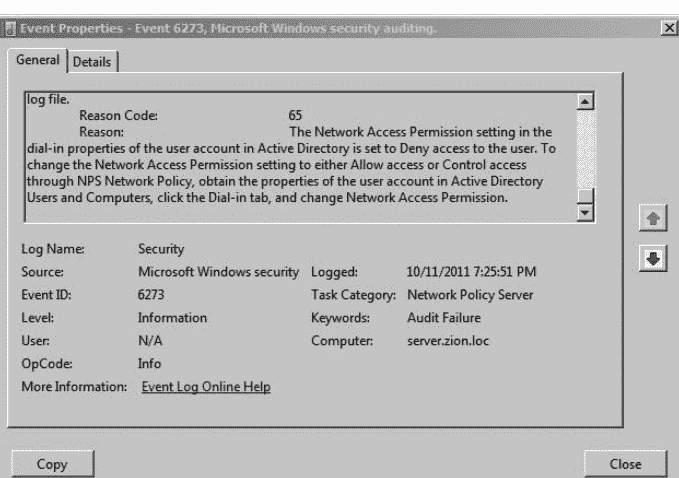 Event Properties - Event 6273, Microsoft Windows security auditing.
General Details
log file.
Reason Code: 65
Reason: The Network Access Permission setting in the
dial-in properties of the user account in Active Directory is set to Deny access to the user. To
change the Network Access Permission setting to either Allow access or Control access
through NPS Network Policy, obtain the properties of the user account in Active Directory
Users and Computers, click the Dial-in tab, and change Network Access Permission.
Log Name: Security
Source: Microsoft Windows security Logged: 10/11/2011 7:25:51 PM
Event ID: 6273 Task Category: Network Policy Server
Level: Information Keywords: Audit Failure
User: N/A Computer: server.zion.loc
OpCode: Info
More Information: Event Log Online Help
Copy Close